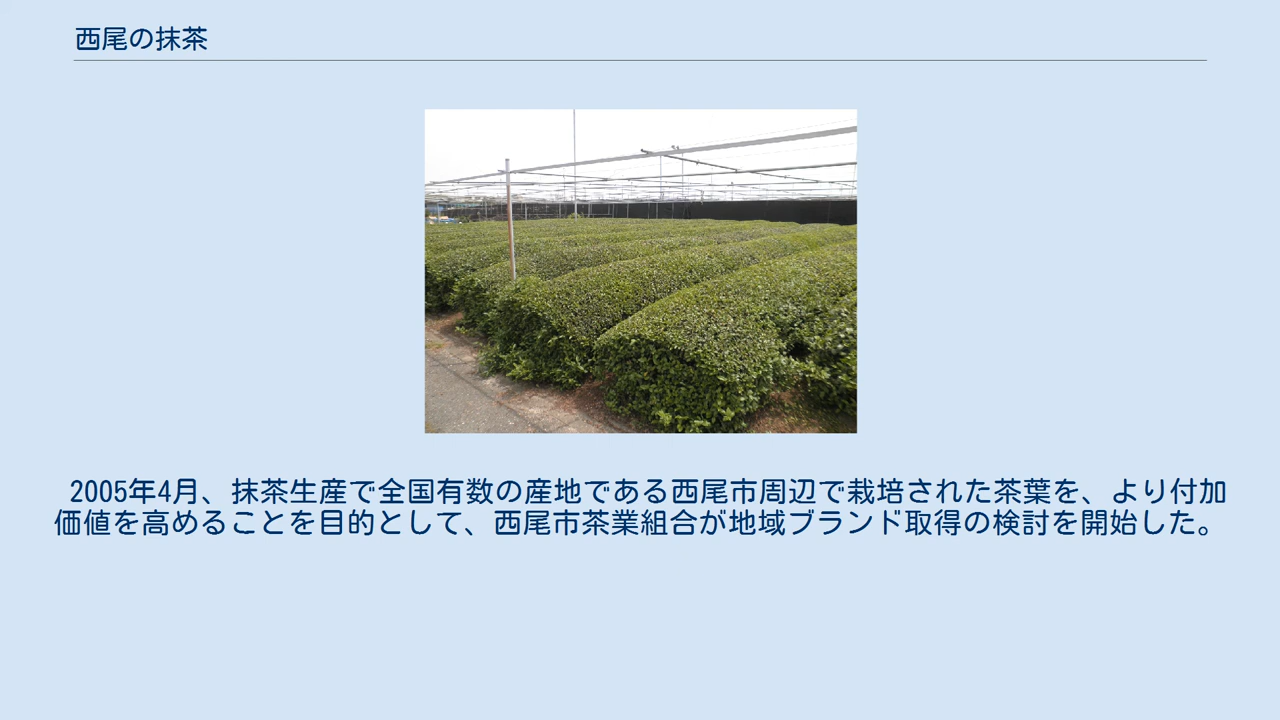 西尾の抹茶
2005年4月、抹茶生産で全国有数の産地である西尾市周辺で栽培された茶葉を、より付加
価値を高めることを目的として、西尾市茶業組合が地域ブランド取得の検討を開始した。